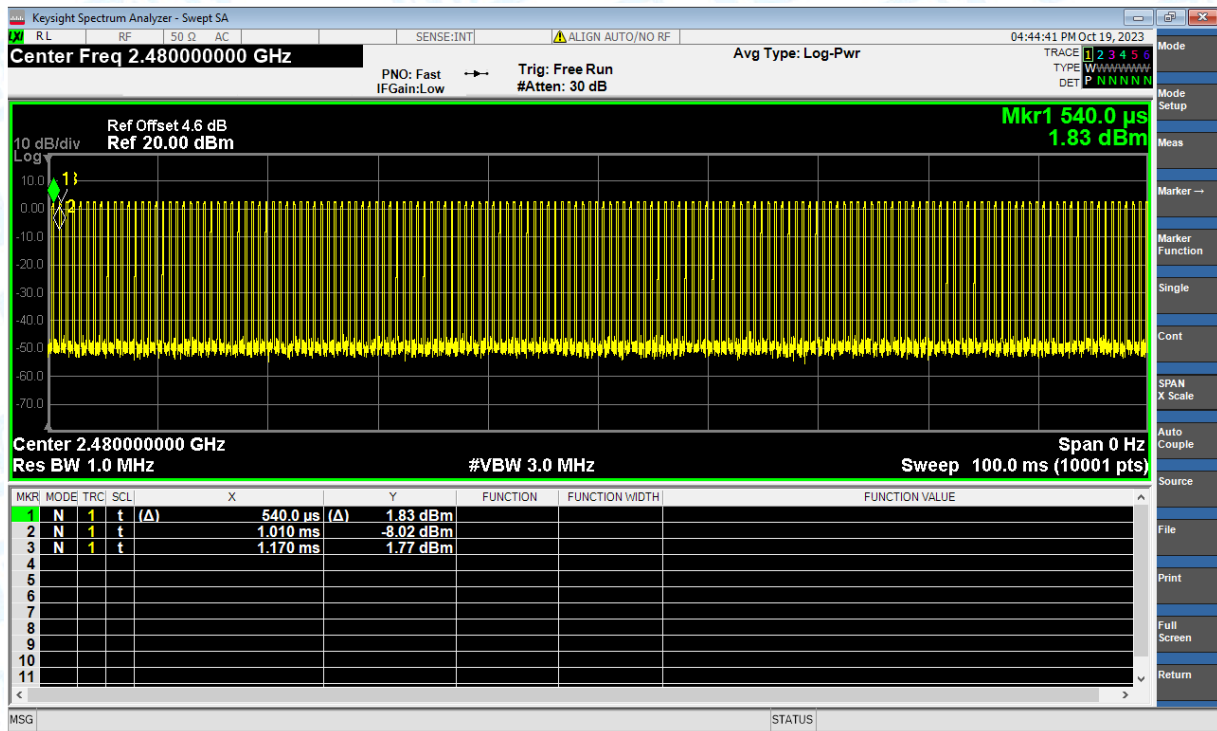 Keysight Spectrum Analyzer - Swept SA
LXI RL RF 50 Ω AC SENSE:INT ALIGN AUTO/NO RF 04:44:41 PM Oct 19, 2023
Center Freq 2.480000000 GHz
PNO: Fast
IFGain:Low
Trig: Free Run
#Atten: 30 dB
Avg Type: Log-Pwr
TRACE 1 2 3 4 5 6
TYPE WWWWWW
DET P N N N N N
Ref Offset 4.6 dB
10 dB/div Ref 20.00 dBm
Log
Mkr1 540.0 µs
1.83 dBm
10.0
0.00
-10.0
-20.0
-30.0
-40.0
-50.0
-60.0
-70.0
1 3
2
Center 2.480000000 GHz Span 0 Hz
Res BW 1.0 MHz #VBW 3.0 MHz Sweep 100.0 ms (10001 pts)
MKR MODE TRC SCL X Y FUNCTION FUNCTION WIDTH FUNCTION VALUE
1 N 1 t (Δ) 540.0 µs (Δ) 1.83 dBm
2 N 1 t 1.010 ms -8.02 dBm
3 N 1 t 1.170 ms 1.77 dBm
4
5
6
7
8
9
10
11
MSG STATUS
Mode
Mode
Setup
Meas
Marker →
Marker
Function
Single
Cont
SPAN
X Scale
Auto
Couple
Source
File
Print
Full
Screen
Return